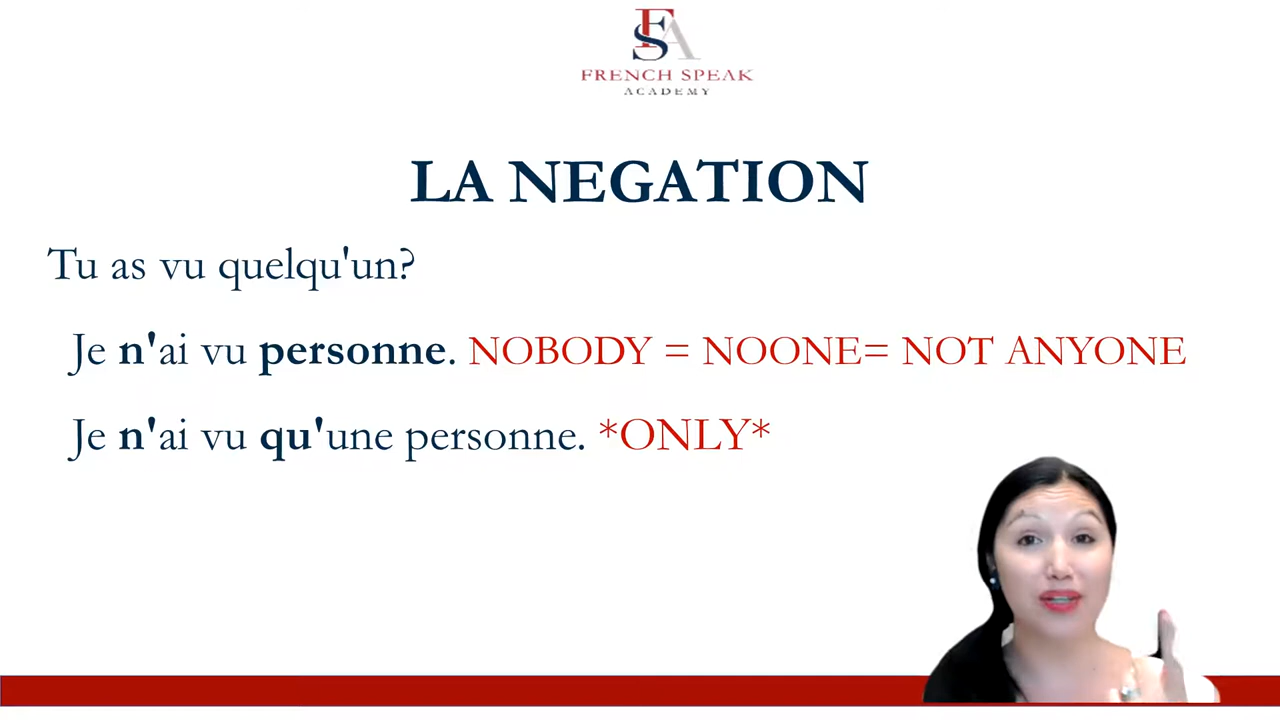 FSA
FRENCH SPEAK
ACADEMY
LA NEGATION
Tu as vu quelqu'un?
Je n'ai vu personne. NOBODY = NOONE= NOT ANYONE
Je n'ai vu qu'une personne. *ONLY*